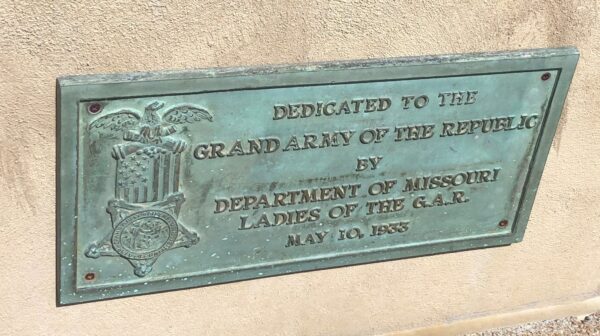 DEDICATED TO THE
GRAND ARMY OF THE REPUBLIC
BY
DEPARTMENT OF MISSOURI
LADIES OF THE G.A.R.
MAY 10, 1933